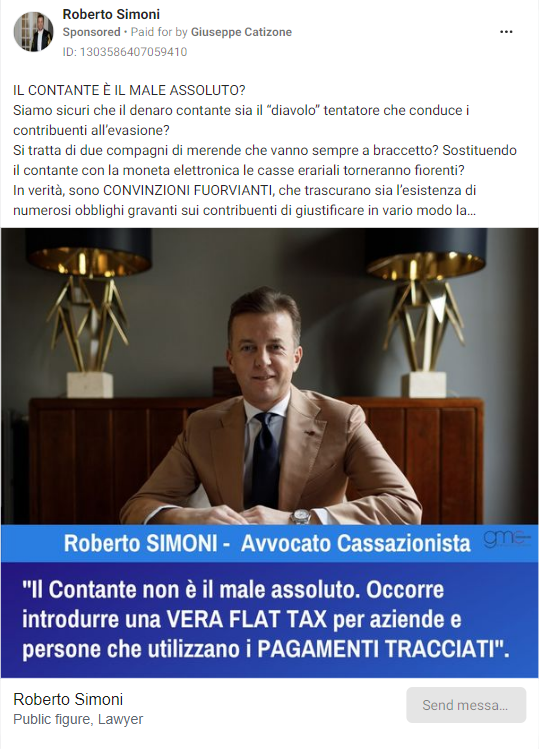 Roberto Simoni
Sponsored • Paid for by Giuseppe Catizone
ID: 1303586407059410
IL CONTANTE È IL MALE ASSOLUTO?
Siamo sicuri che il denaro contante sia il “diavolo” tentatore che conduce i
contribuenti all’evasione?
Si tratta di due compagni di merende che vanno sempre a braccetto? Sostituendo
il contante con la moneta elettronica le casse erariali torneranno fiorenti?
In verità, sono CONVINZIONI FUORVIANTI, che trascurano sia l’esistenza di
numerosi obblighi gravanti sui contribuenti di giustificare in vario modo la...
Roberto SIMONI - Avvocato Cassazionista
gme
"Il Contante non è il male assoluto. Occorre
introdurre una VERA FLAT TAX per aziende e
persone che utilizzano i PAGAMENTI TRACCIATI".
Roberto Simoni
Public figure, Lawyer
Send messa...